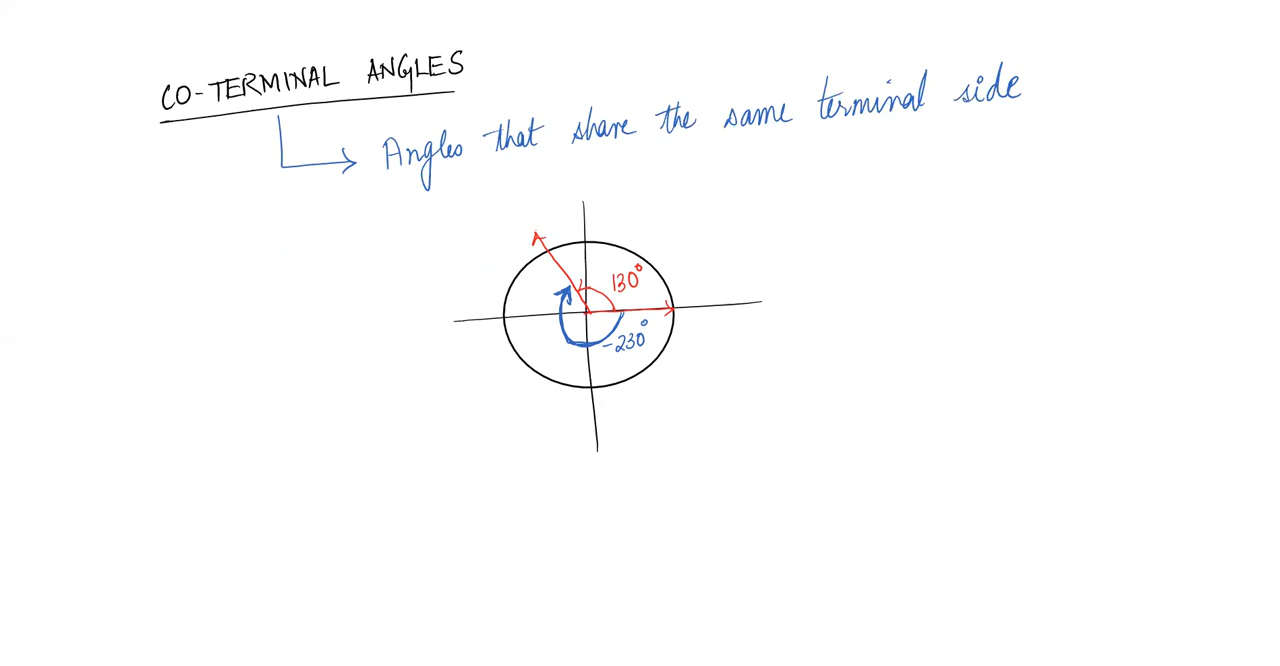 CO-TERMINAL ANGLES
Angles that share the same terminal side
130°
-230°